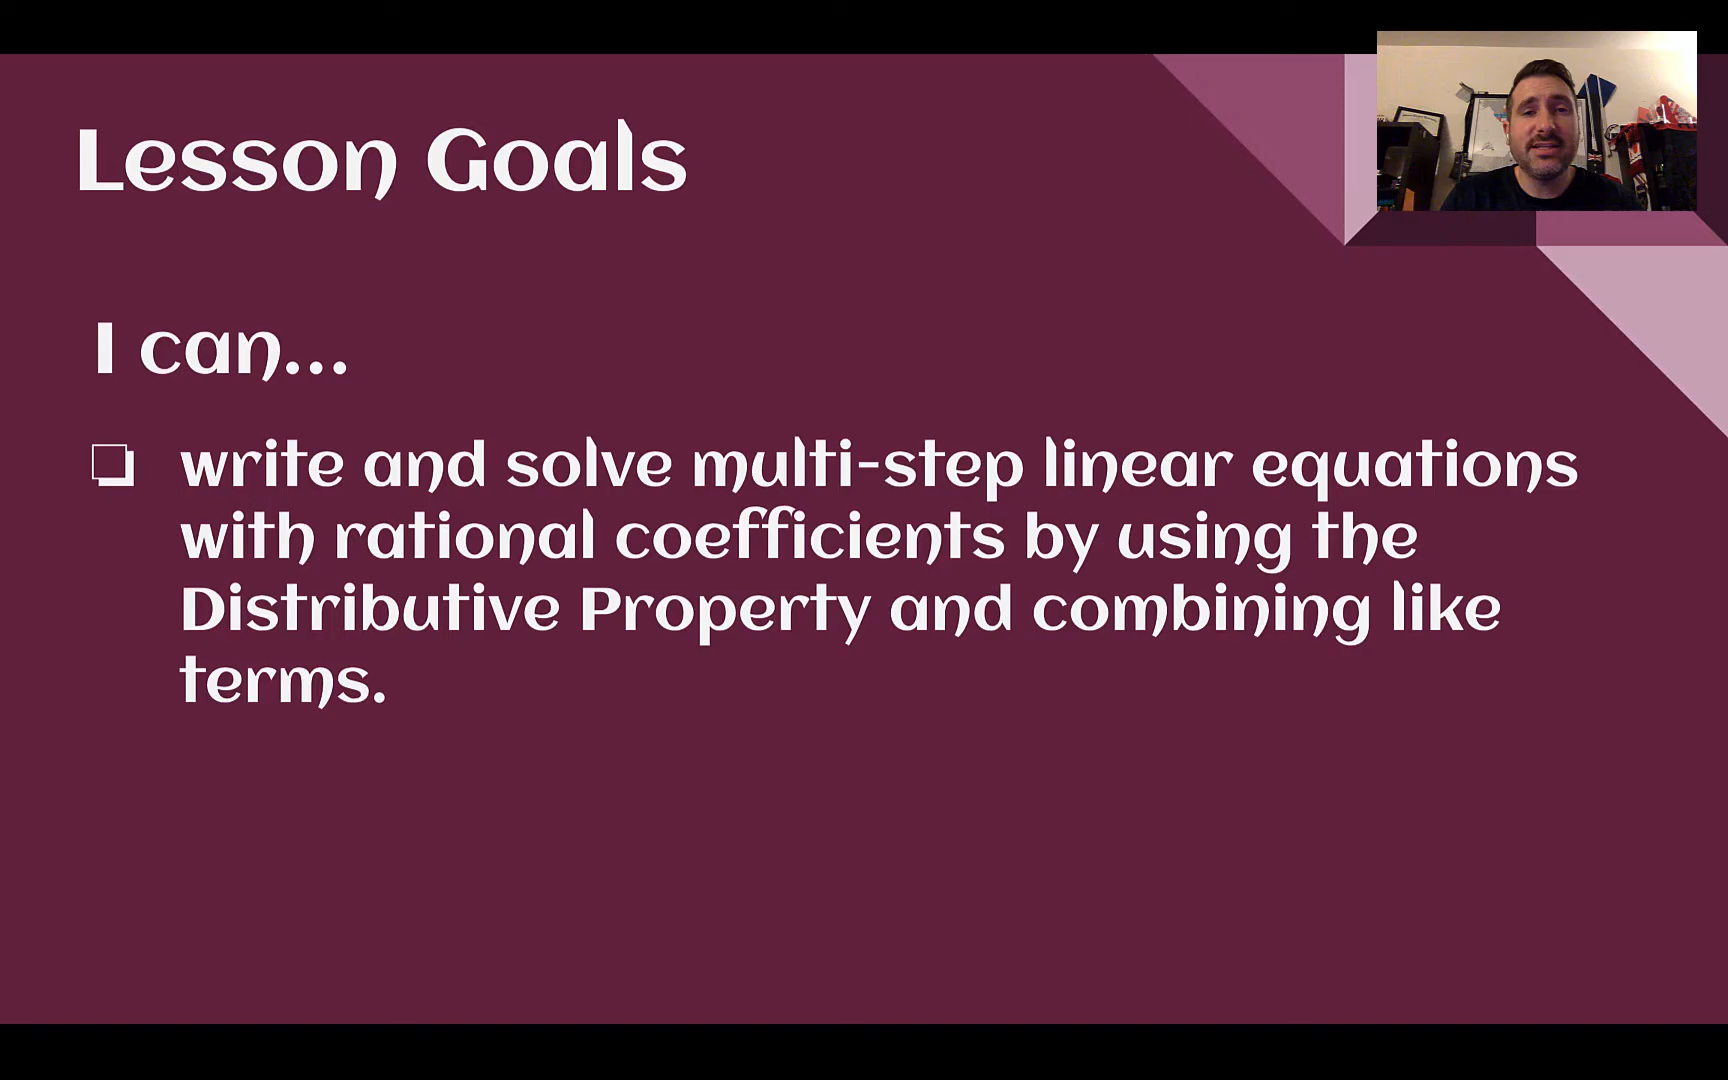 Lesson Goals
I can...
❏ write and solve multi-step linear equations
with rational coefficients by using the
Distributive Property and combining like
terms.